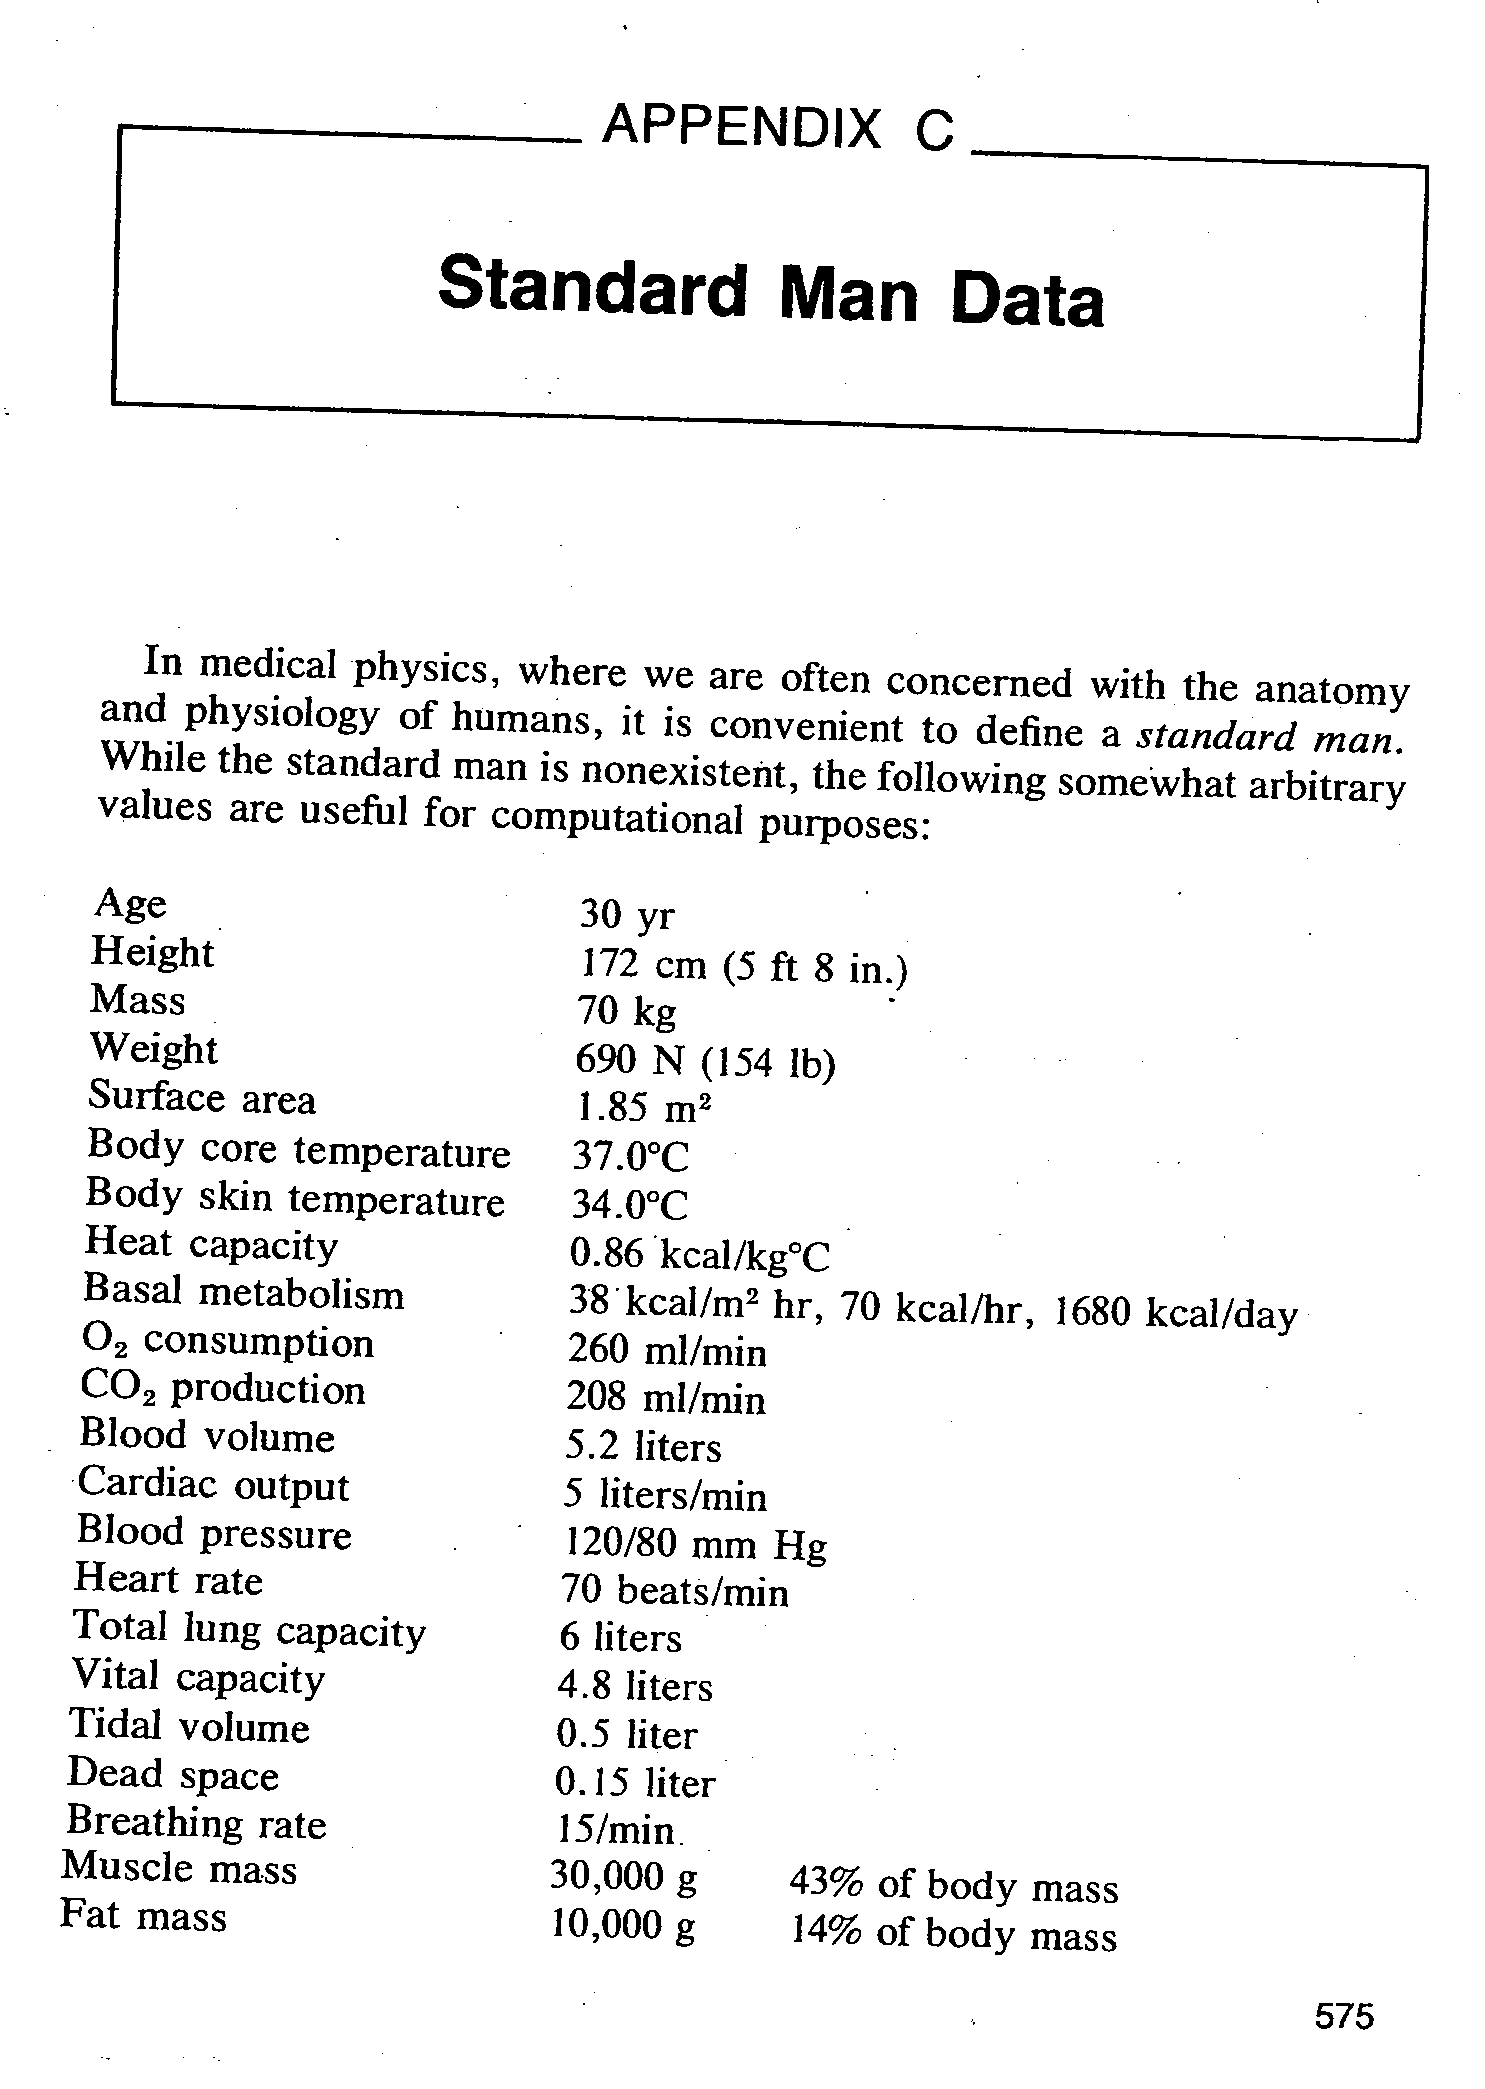 APPENDIX C
Standard Man Data
In medical physics, where we are often concerned with the anatomy
and physiology of humans, it is convenient to define a standard man.
While the standard man is nonexistent, the following somewhat arbitrary
values are useful for computational purposes:
Age 30 yr
Height 172 cm (5 ft 8 in.)
Mass 70 kg
Weight 690 N (154 lb)
Surface area 1.85 m²
Body core temperature 37.0°C
Body skin temperature 34.0°C
Heat capacity 0.86 kcal/kg°C
Basal metabolism 38 kcal/m² hr, 70 kcal/hr, 1680 kcal/day
O₂ consumption 260 ml/min
CO₂ production 208 ml/min
Blood volume 5.2 liters
Cardiac output 5 liters/min
Blood pressure 120/80 mm Hg
Heart rate 70 beats/min
Total lung capacity 6 liters
Vital capacity 4.8 liters
Tidal volume 0.5 liter
Dead space 0.15 liter
Breathing rate 15/min.
Muscle mass 30,000 g 43% of body mass
Fat mass 10,000 g 14% of body mass
575